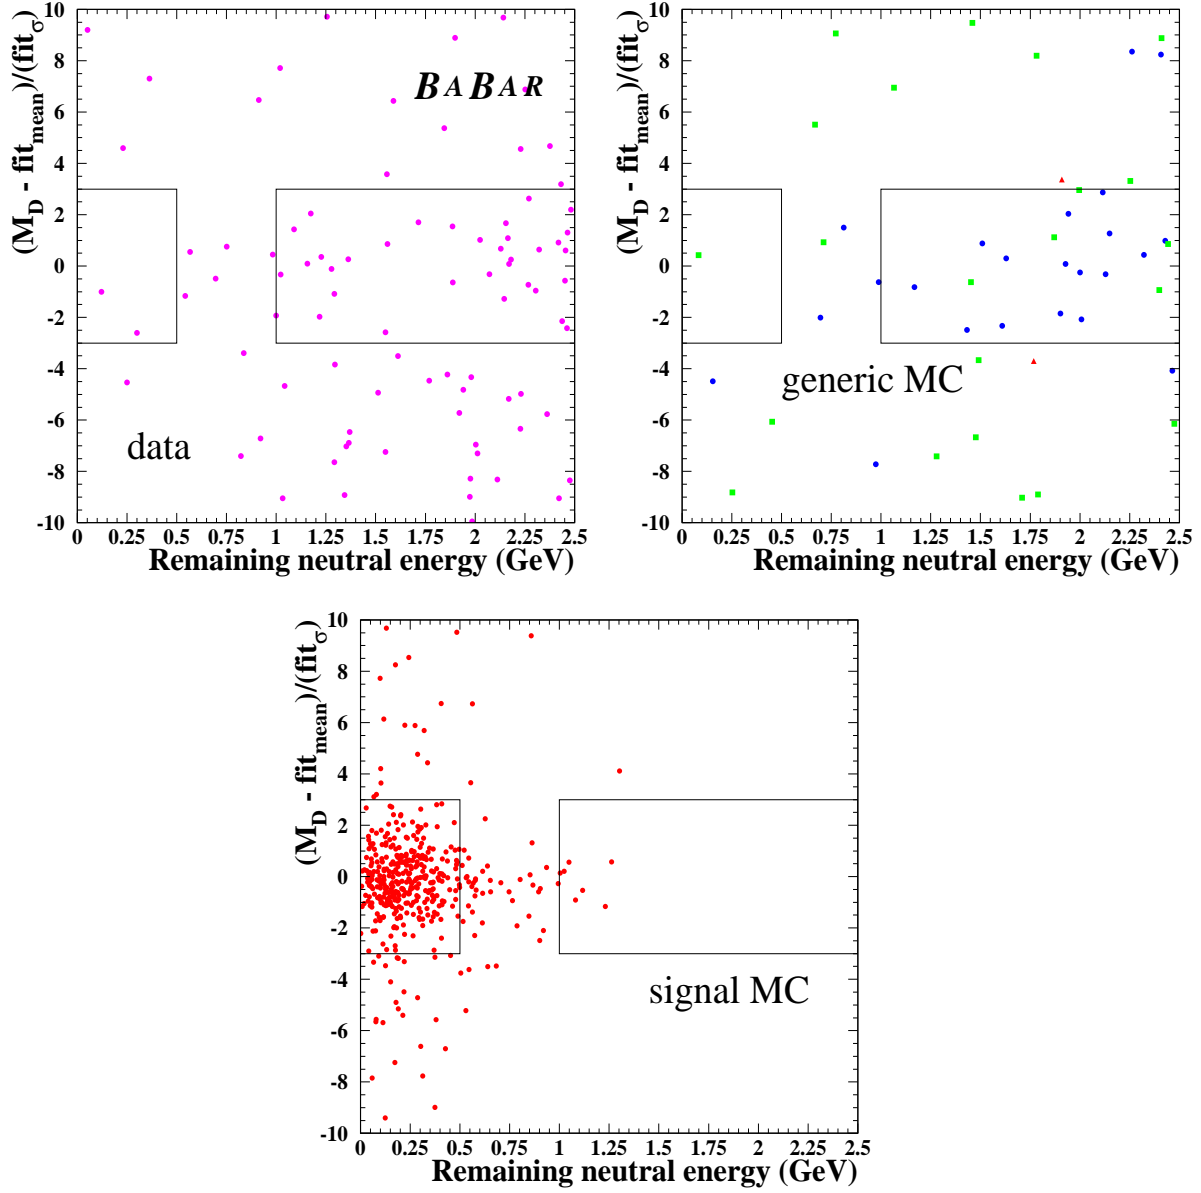 (M_D - fit_mean)/(fit_σ)
10
8
6
4
2
0
-2
-4
-6
-8
-10
BABAR
data
0 0.25 0.5 0.75 1 1.25 1.5 1.75 2 2.25 2.5
Remaining neutral energy (GeV)
(M_D - fit_mean)/(fit_σ)
10
8
6
4
2
0
-2
-4
-6
-8
-10
generic MC
0 0.25 0.5 0.75 1 1.25 1.5 1.75 2 2.25 2.5
Remaining neutral energy (GeV)
(M_D - fit_mean)/(fit_σ)
10
8
6
4
2
0
-2
-4
-6
-8
-10
signal MC
0 0.25 0.5 0.75 1 1.25 1.5 1.75 2 2.25 2.5
Remaining neutral energy (GeV)